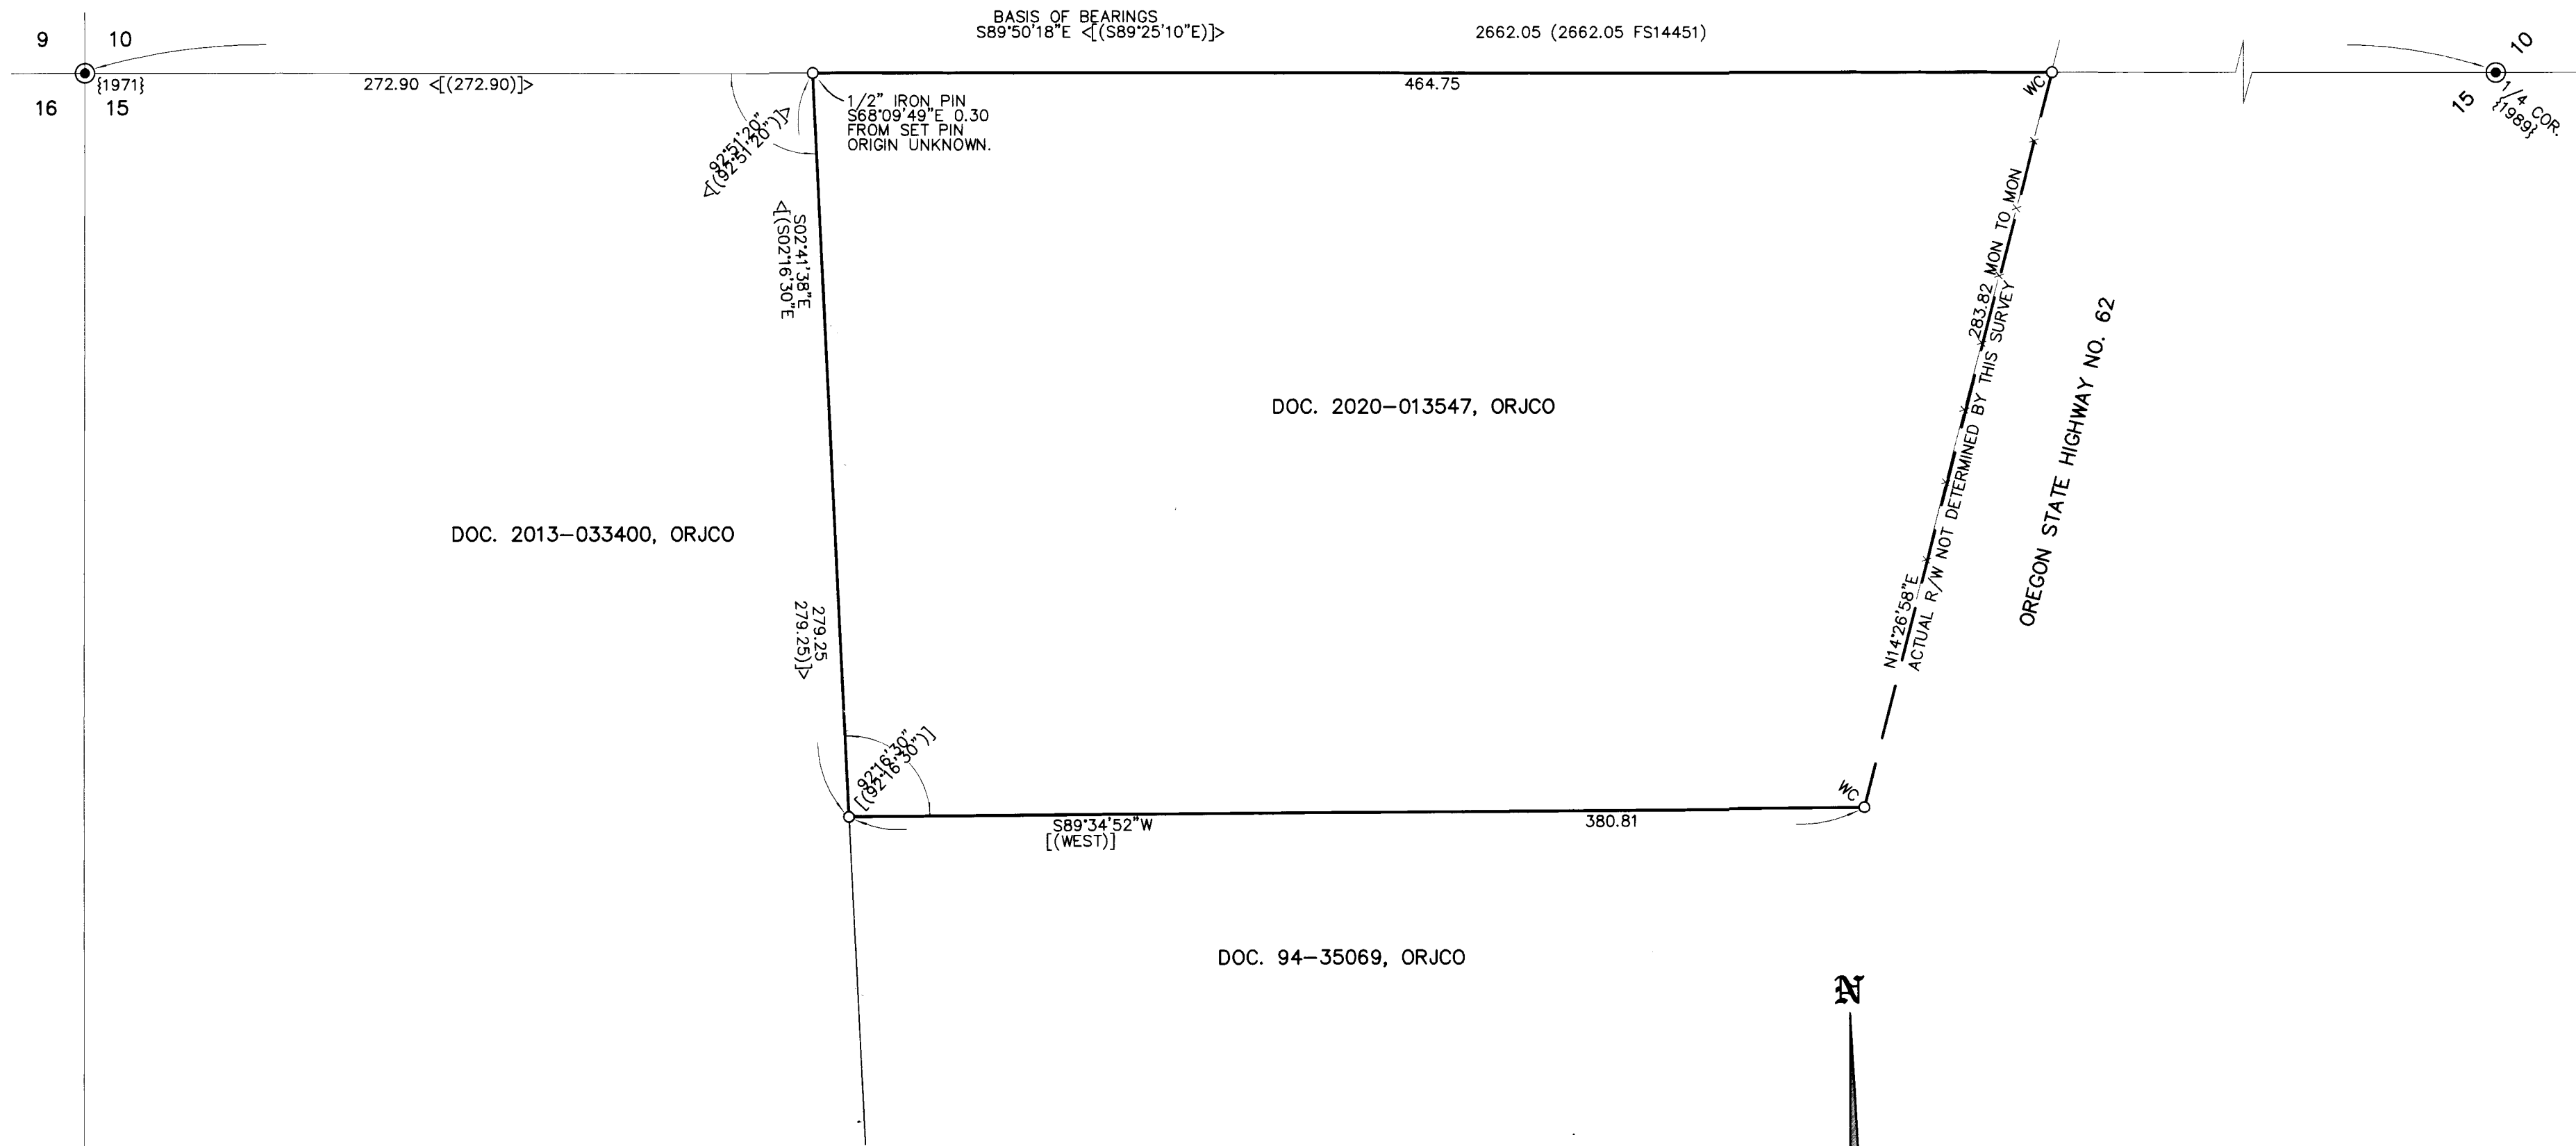 BASIS OF BEARINGS
S89°50'18"E <[(S89°25'10"E)]>
2662.05 (2662.05 FS14451)
9
10
16
15
{1971}
272.90 <[(272.90)]>
464.75
WC
10
15
1/4 COR.
{1989}
1/2" IRON PIN
S68°09'49"E 0.30
FROM SET PIN
ORIGIN UNKNOWN.
92°51'20"
<[(92°51'20")]>
S02°41'38"E
<[(S02°16'30"E
279.25
279.25)]>
283.82 MON TO MON
N14°26'58"E
ACTUAL R/W NOT DETERMINED BY THIS SURVEY
OREGON STATE HIGHWAY NO. 62
DOC. 2020-013547, ORJCO
DOC. 2013-033400, ORJCO
92°16'30"
[(92°16'30")]
WC
S89°34'52"W
[(WEST)]
380.81
DOC. 94-35069, ORJCO
N